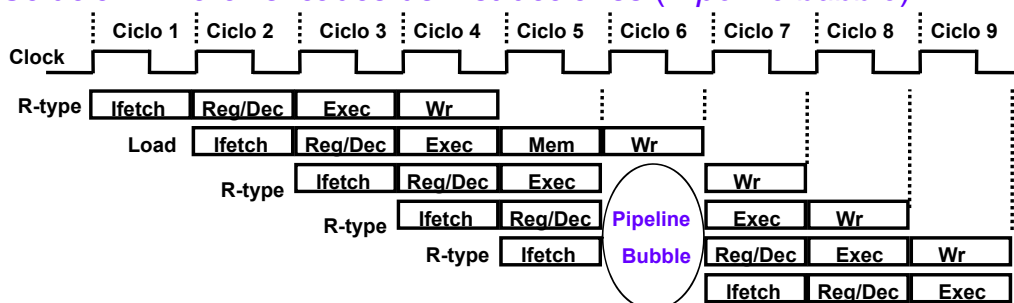 Ciclo 1 Ciclo 2 Ciclo 3 Ciclo 4 Ciclo 5 Ciclo 6 Ciclo 7 Ciclo 8 Ciclo 9
Clock
R-type Ifetch Reg/Dec Exec Wr
Load Ifetch Reg/Dec Exec Mem Wr
R-type Ifetch Reg/Dec Exec Wr
R-type Ifetch Reg/Dec Pipeline Exec Wr
R-type Ifetch Bubble Reg/Dec Exec Wr
Ifetch Reg/Dec Exec